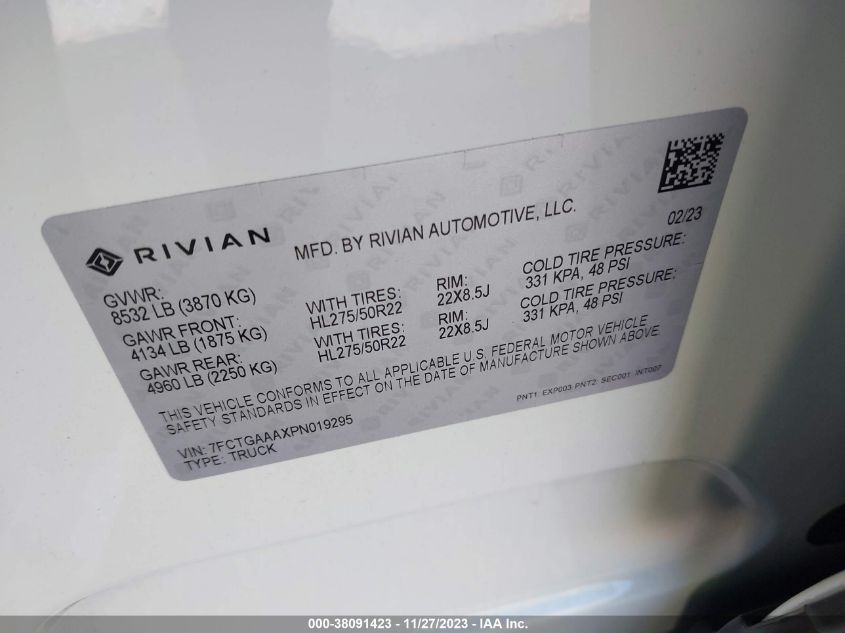 RIVIAN
MFD. BY RIVIAN AUTOMOTIVE, LLC.
02/23
GVWR:
8532 LB (3870 KG)
GAWR FRONT:
4134 LB (1875 KG)
WITH TIRES:
HL275/50R22
RIM:
22X8.5J
COLD TIRE PRESSURE:
331 KPA, 48 PSI
GAWR REAR:
4960 LB (2250 KG)
WITH TIRES:
HL275/50R22
RIM:
22X8.5J
COLD TIRE PRESSURE:
331 KPA, 48 PSI
THIS VEHICLE CONFORMS TO ALL APPLICABLE U.S. FEDERAL MOTOR VEHICLE
SAFETY STANDARDS IN EFFECT ON THE DATE OF MANUFACTURE SHOWN ABOVE.
PNT1: EXP003 PNT2: SEC001 INT007
VIN: 7FCTGAAAXPN019295
TYPE: TRUCK
000-38091423 - 11/27/2023 - IAA Inc.